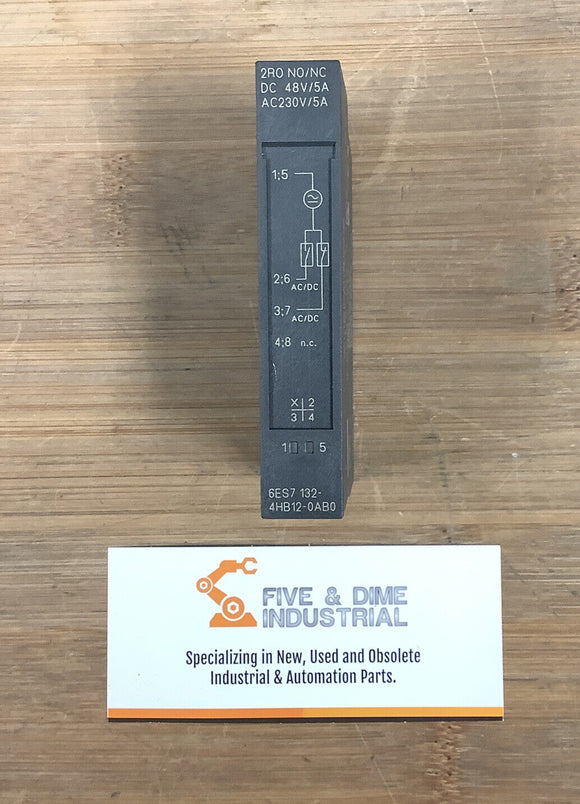 2RO NO/NC
DC 48V/5A
AC230V/5A
1;5
2;6
AC/DC
3;7
AC/DC
4;8 n.c.
X 2
3 4
1 5
6ES7 132-
4HB12-0AB0
FIVE & DIME
INDUSTRIAL
Specializing in New, Used and Obsolete
Industrial & Automation Parts.